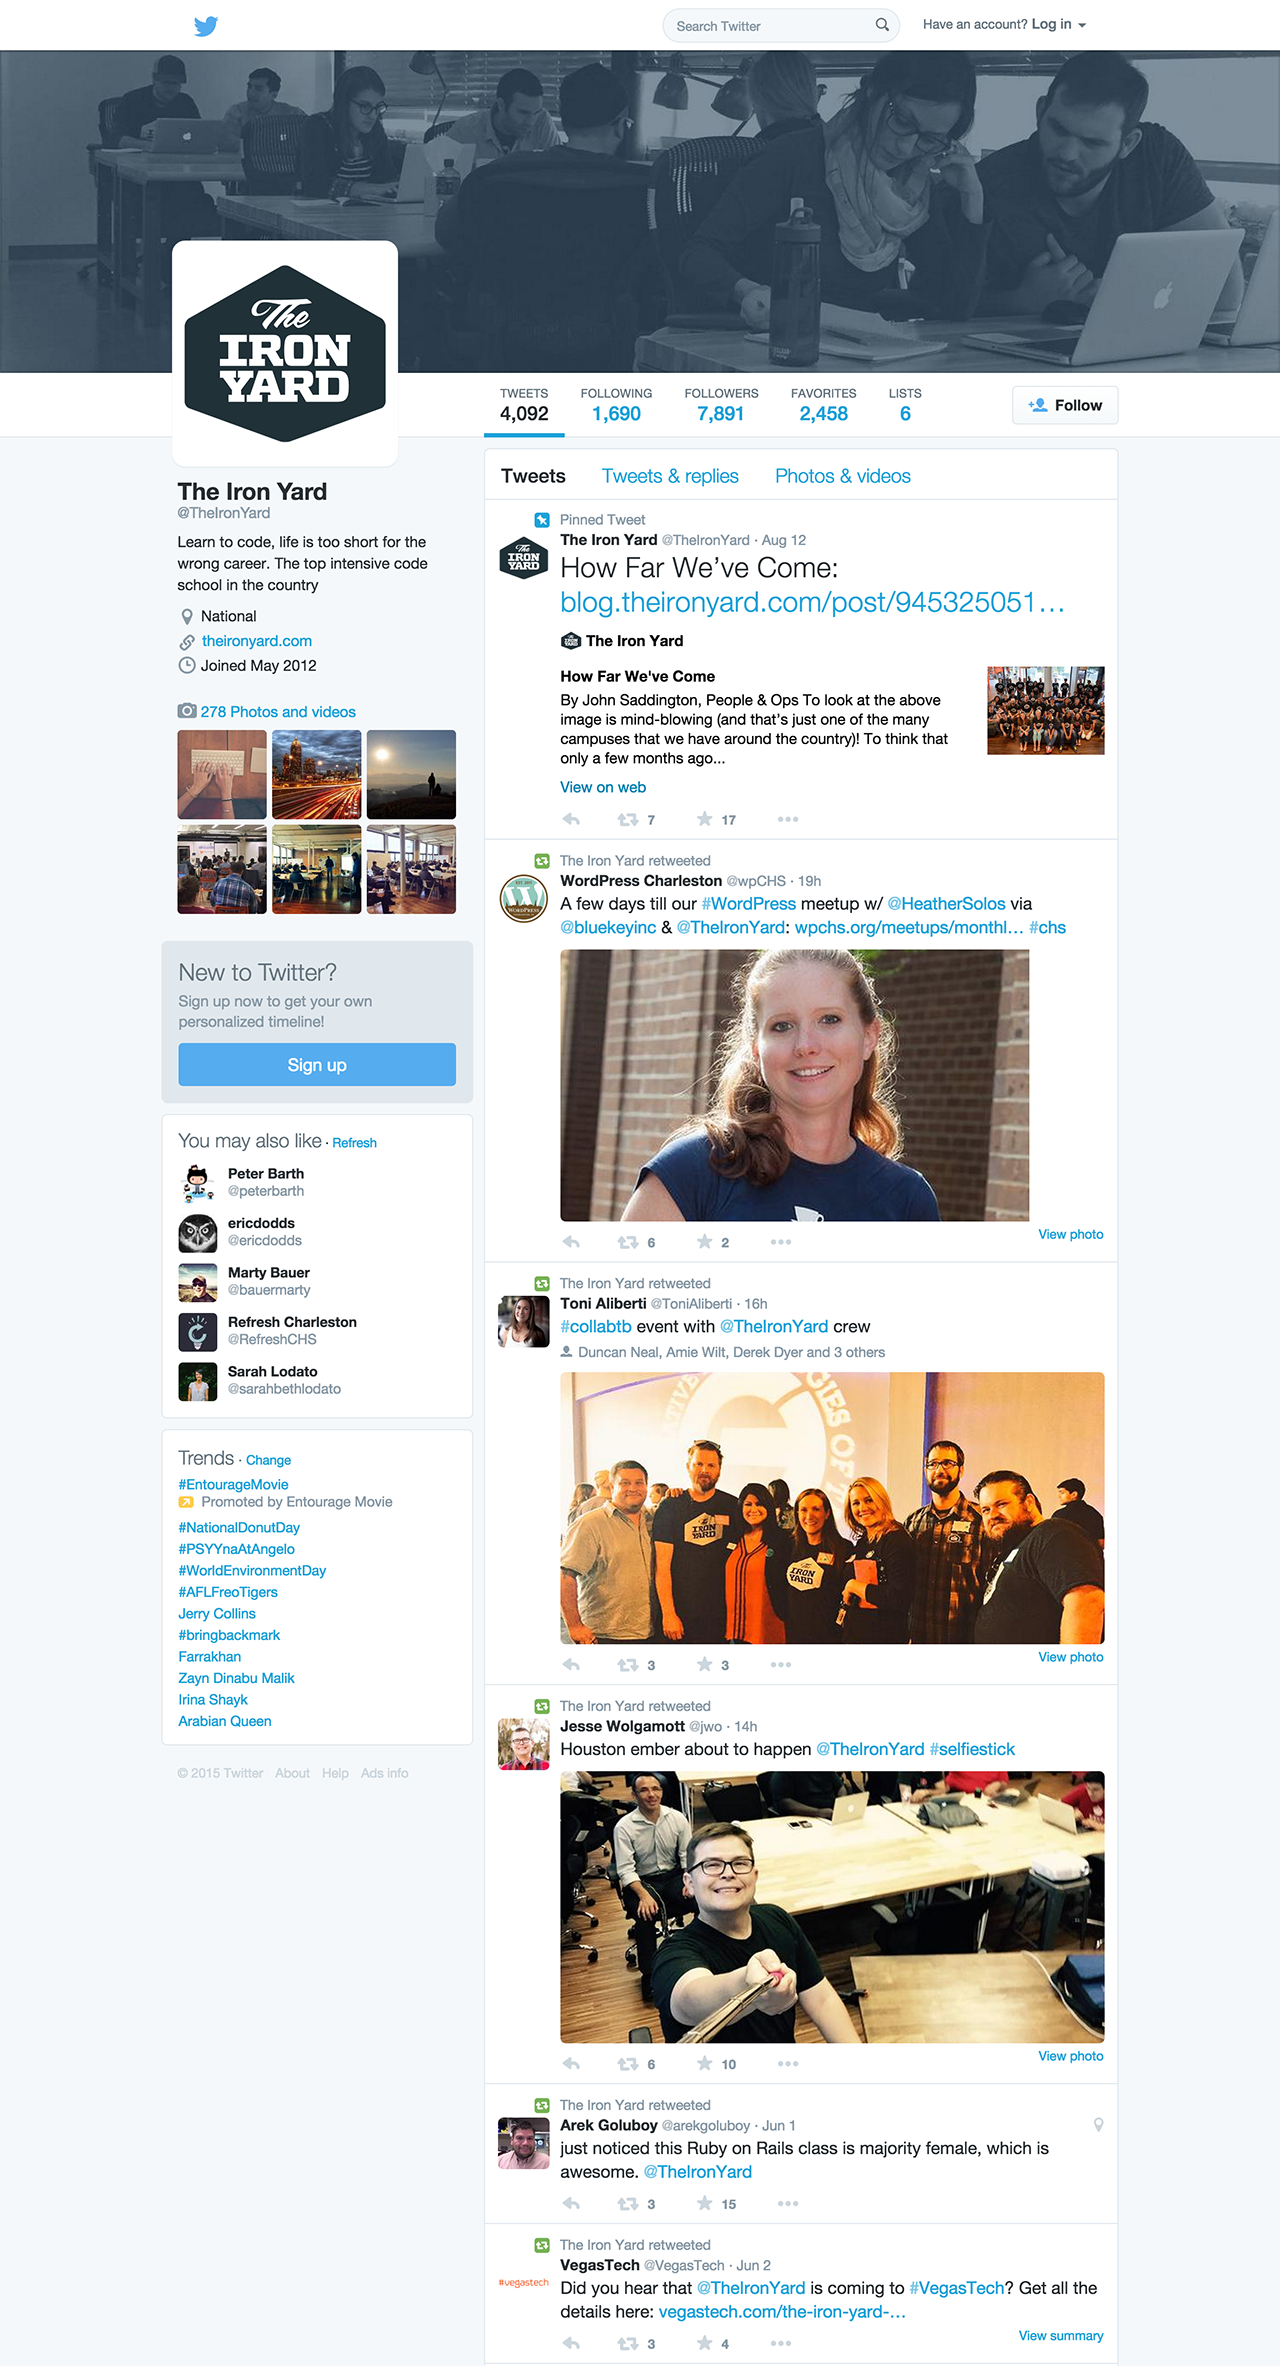 Search Twitter
Have an account? Log in
The
IRON
YARD
TWEETS
4,092
FOLLOWING
1,690
FOLLOWERS
7,891
FAVORITES
2,458
LISTS
6
Follow
The Iron Yard
@TheIronYard
Learn to code, life is too short for the
wrong career. The top intensive code
school in the country
National
theironyard.com
Joined May 2012
278 Photos and videos
New to Twitter?
Sign up now to get your own
personalized timeline!
Sign up
You may also like · Refresh
Peter Barth
@peterbarth
ericdodds
@ericdodds
Marty Bauer
@bauermarty
Refresh Charleston
@RefreshCHS
Sarah Lodato
@sarahbethlodato
Trends · Change
#EntourageMovie
Promoted by Entourage Movie
#NationalDonutDay
#PSYYnaAtAngelo
#WorldEnvironmentDay
#AFLFreoTigers
Jerry Collins
#bringbackmark
Farrakhan
Zayn Dinabu Malik
Irina Shayk
Arabian Queen
© 2015 Twitter About Help Ads info
Tweets Tweets & replies Photos & videos
Pinned Tweet
The
IRON
YARD
The Iron Yard @TheIronYard · Aug 12
How Far We've Come:
blog.theironyard.com/post/945325051…
The Iron Yard
How Far We've Come
By John Saddington, People & Ops To look at the above
image is mind-blowing (and that's just one of the many
campuses that we have around the country)! To think that
only a few months ago...
View on web
7 17
The Iron Yard retweeted
WordPress Charleston @wpCHS · 19h
A few days till our #WordPress meetup w/ @HeatherSolos via
@bluekeyinc & @TheIronYard: wpchs.org/meetups/monthl… #chs
6 2
View photo
The Iron Yard retweeted
Toni Aliberti @ToniAliberti · 16h
#collabtb event with @TheIronYard crew
Duncan Neal, Amie Wilt, Derek Dyer and 3 others
The
IRON
YARD
The
IRON
YARD
3 3
View photo
The Iron Yard retweeted
Jesse Wolgamott @jwo · 14h
Houston ember about to happen @TheIronYard #selfiestick
6 10
View photo
The Iron Yard retweeted
Arek Goluboy @arekgoluboy · Jun 1
just noticed this Ruby on Rails class is majority female, which is
awesome. @TheIronYard
3 15
The Iron Yard retweeted
#vegastech
VegasTech @VegasTech · Jun 2
Did you hear that @TheIronYard is coming to #VegasTech? Get all the
details here: vegastech.com/the-iron-yard-…
3 4
View summary